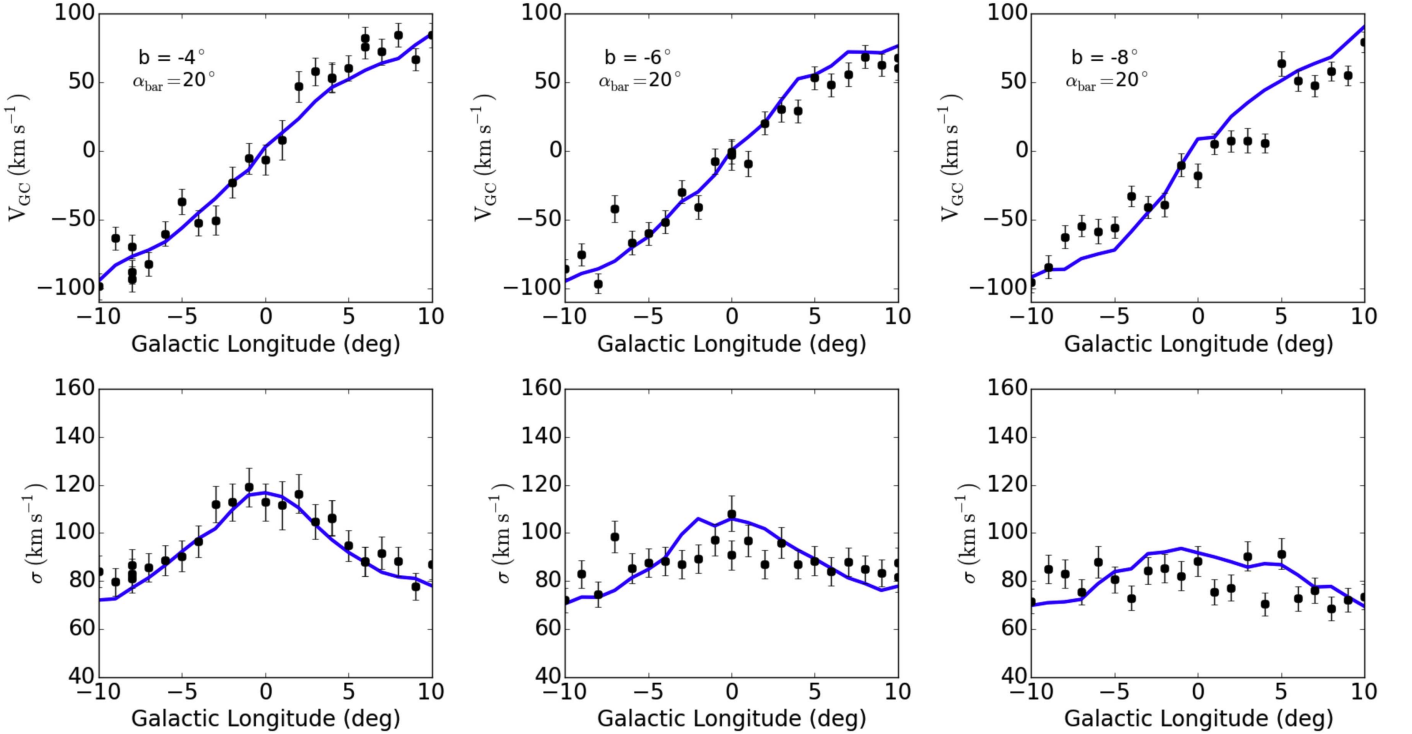 100
50
0
−50
−100
V_GC (km s⁻¹)
b = -4°
α_bar = 20°
−10 −5 0 5 10
Galactic Longitude (deg)
100
50
0
−50
−100
V_GC (km s⁻¹)
b = -6°
α_bar = 20°
−10 −5 0 5 10
Galactic Longitude (deg)
100
50
0
−50
−100
V_GC (km s⁻¹)
b = -8°
α_bar = 20°
−10 −5 0 5 10
Galactic Longitude (deg)
160
140
120
100
80
60
40
σ (km s⁻¹)
−10 −5 0 5 10
Galactic Longitude (deg)
160
140
120
100
80
60
40
σ (km s⁻¹)
−10 −5 0 5 10
Galactic Longitude (deg)
160
140
120
100
80
60
40
σ (km s⁻¹)
−10 −5 0 5 10
Galactic Longitude (deg)